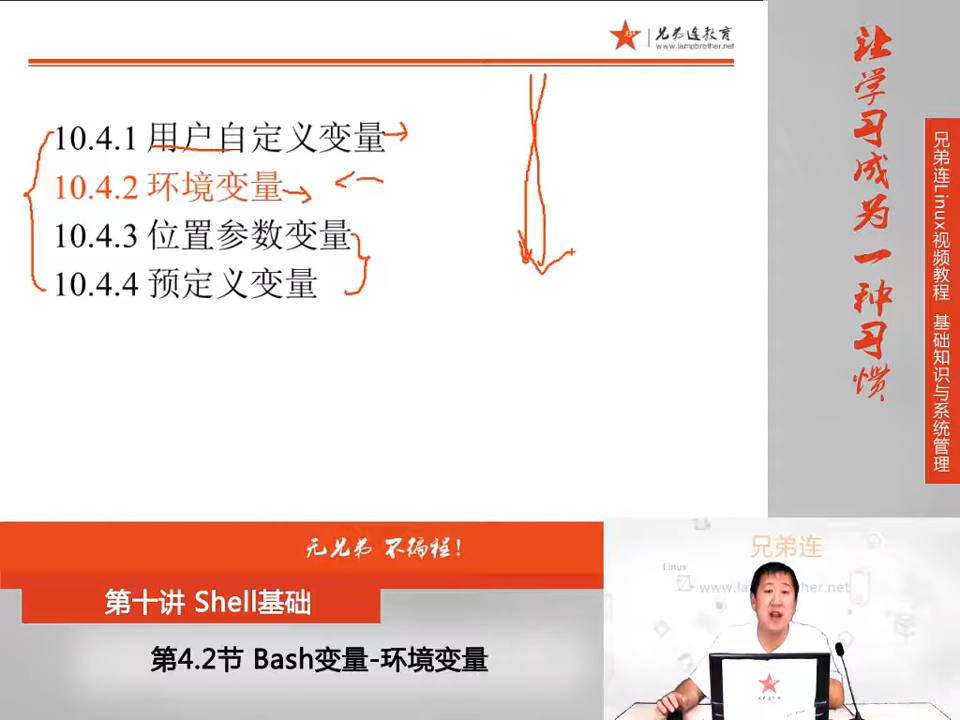 兄弟连教育
www.lampbrother.net
10.4.1 用户自定义变量
10.4.2 环境变量
10.4.3 位置参数变量
10.4.4 预定义变量
让学习成为一种习惯
兄弟连Linux视频教程 基础知识与系统管理
无兄弟 不编程!
第十讲 Shell基础
第4.2节 Bash变量-环境变量
兄弟连
Linux
www.la
other.net